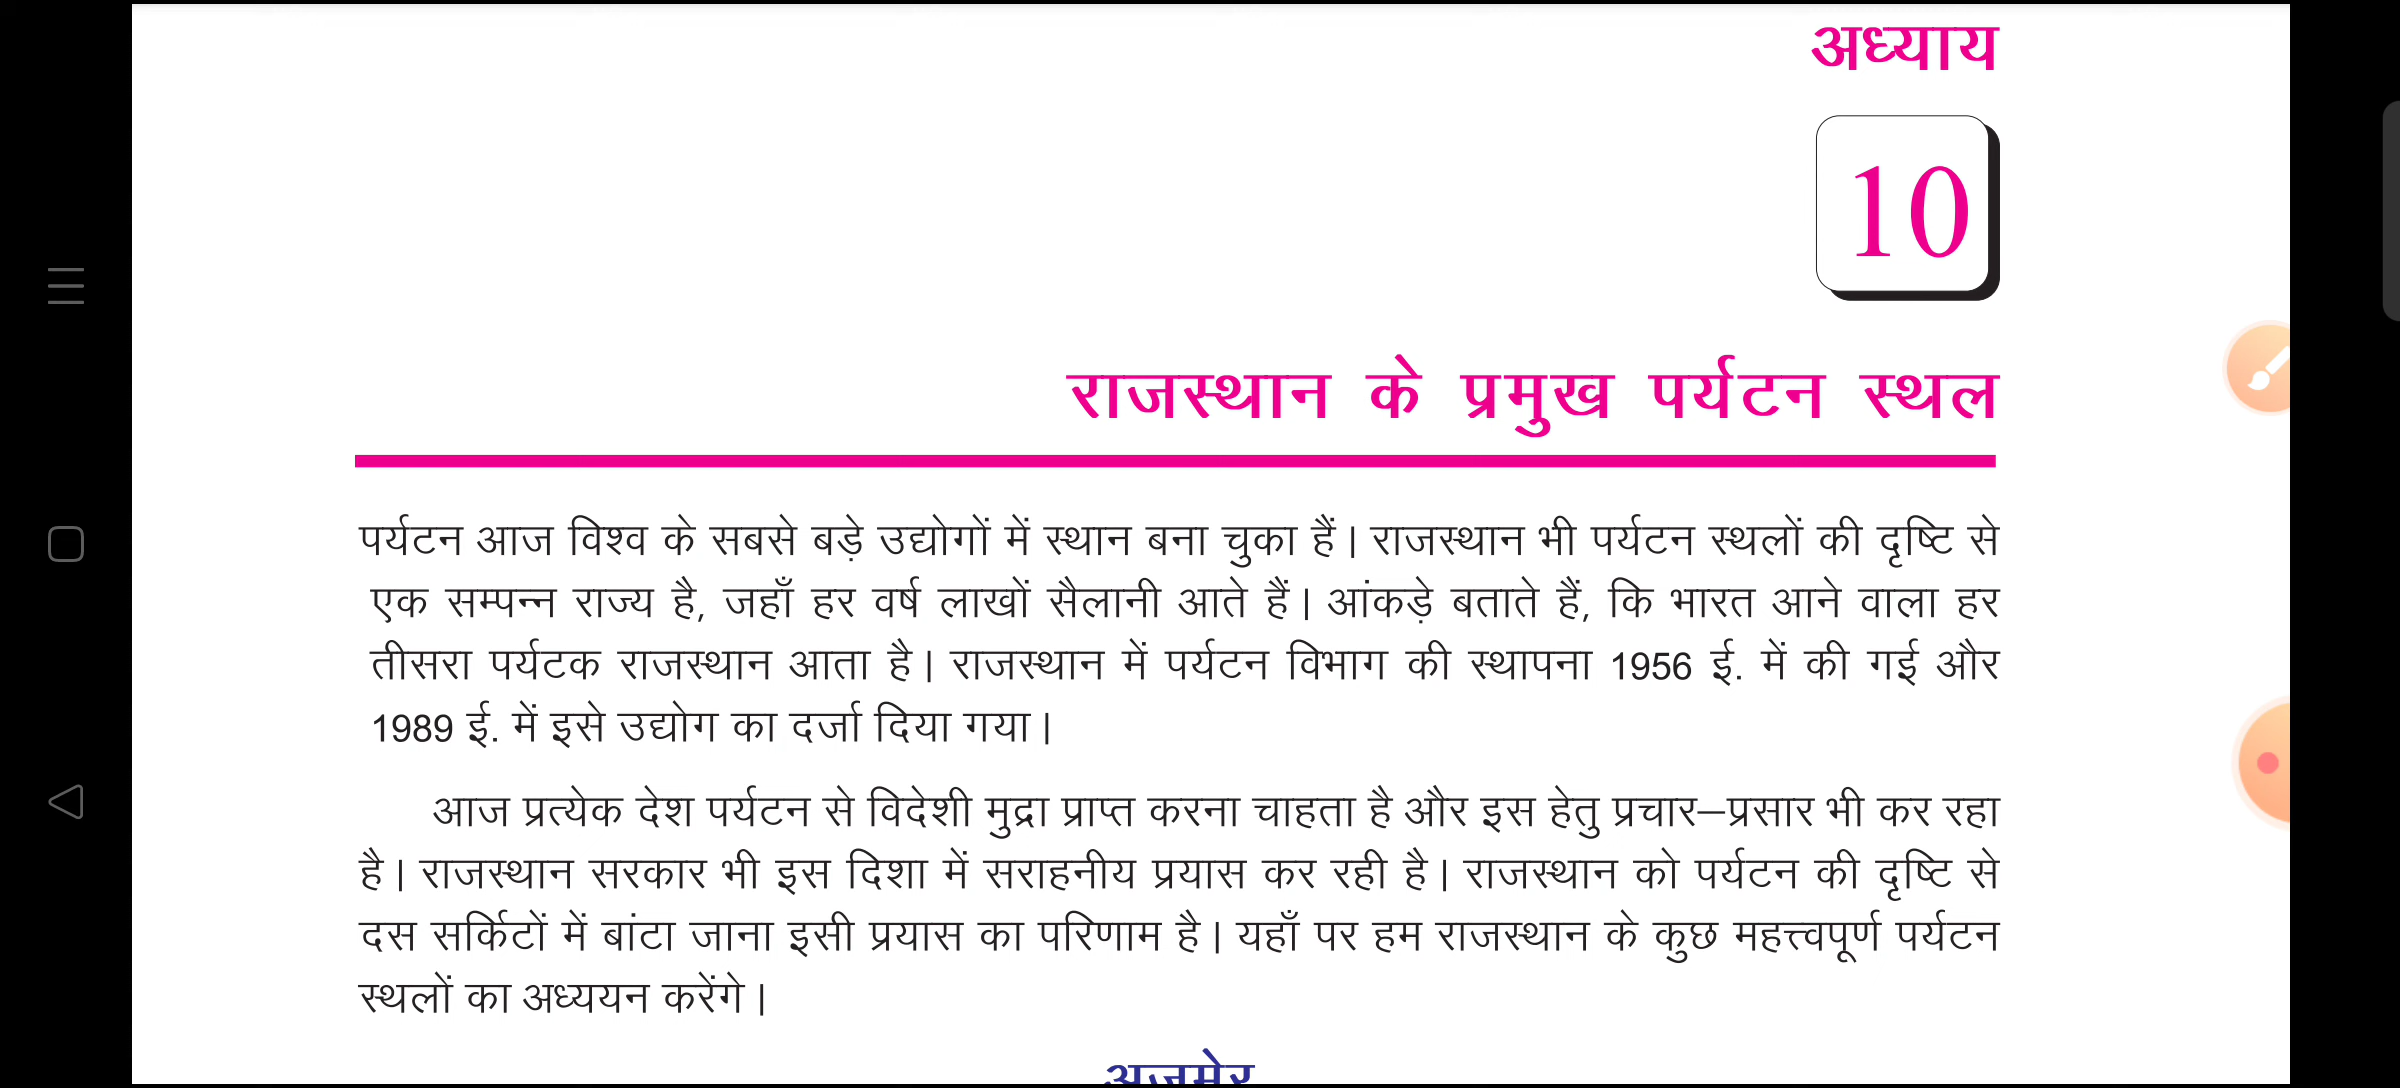 अध्याय
10
राजस्थान के प्रमुख पर्यटन स्थल
पर्यटन आज विश्व के सबसे बड़े उद्योगों में स्थान बना चुका हैं। राजस्थान भी पर्यटन स्थलों की दृष्टि से
एक सम्पन्न राज्य है, जहाँ हर वर्ष लाखों सैलानी आते हैं। आंकड़े बताते हैं, कि भारत आने वाला हर
तीसरा पर्यटक राजस्थान आता है। राजस्थान में पर्यटन विभाग की स्थापना 1956 ई. में की गई और
1989 ई. में इसे उद्योग का दर्जा दिया गया।
आज प्रत्येक देश पर्यटन से विदेशी मुद्रा प्राप्त करना चाहता है और इस हेतु प्रचार–प्रसार भी कर रहा
है। राजस्थान सरकार भी इस दिशा में सराहनीय प्रयास कर रही है। राजस्थान को पर्यटन की दृष्टि से
दस सर्किटों में बांटा जाना इसी प्रयास का परिणाम है। यहाँ पर हम राजस्थान के कुछ महत्त्वपूर्ण पर्यटन
स्थलों का अध्ययन करेंगे।
अजमेर